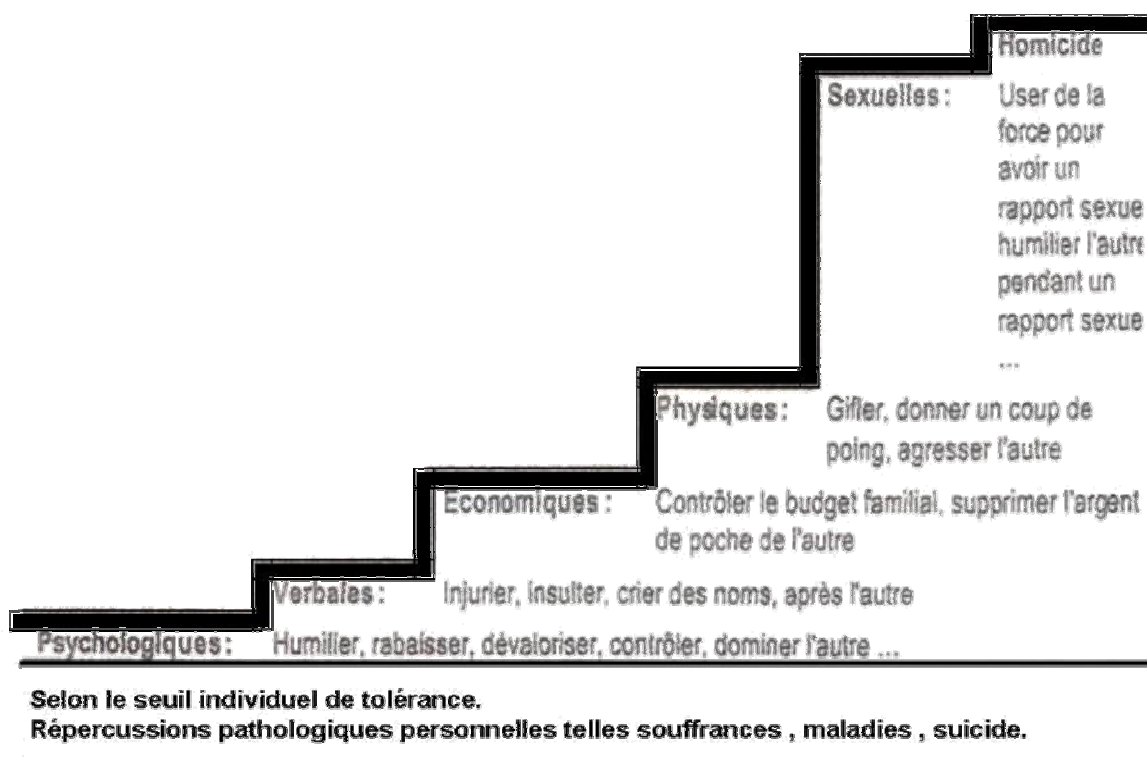 Homicide
Sexuelles : User de la
force pour
avoir un
rapport sexue
humilier l'autre
pendant un
rapport sexue
...
Physiques : Gifler, donner un coup de
poing, agresser l'autre
Economiques : Contrôler le budget familial, supprimer l'argent
de poche de l'autre
Verbales : Injurier, insulter, crier des noms, après l'autre
Psychologiques : Humilier, rabaisser, dévaloriser, contrôler, dominer l'autre ...
Selon le seuil individuel de tolérance.
Répercussions pathologiques personnelles telles souffrances , maladies , suicide.